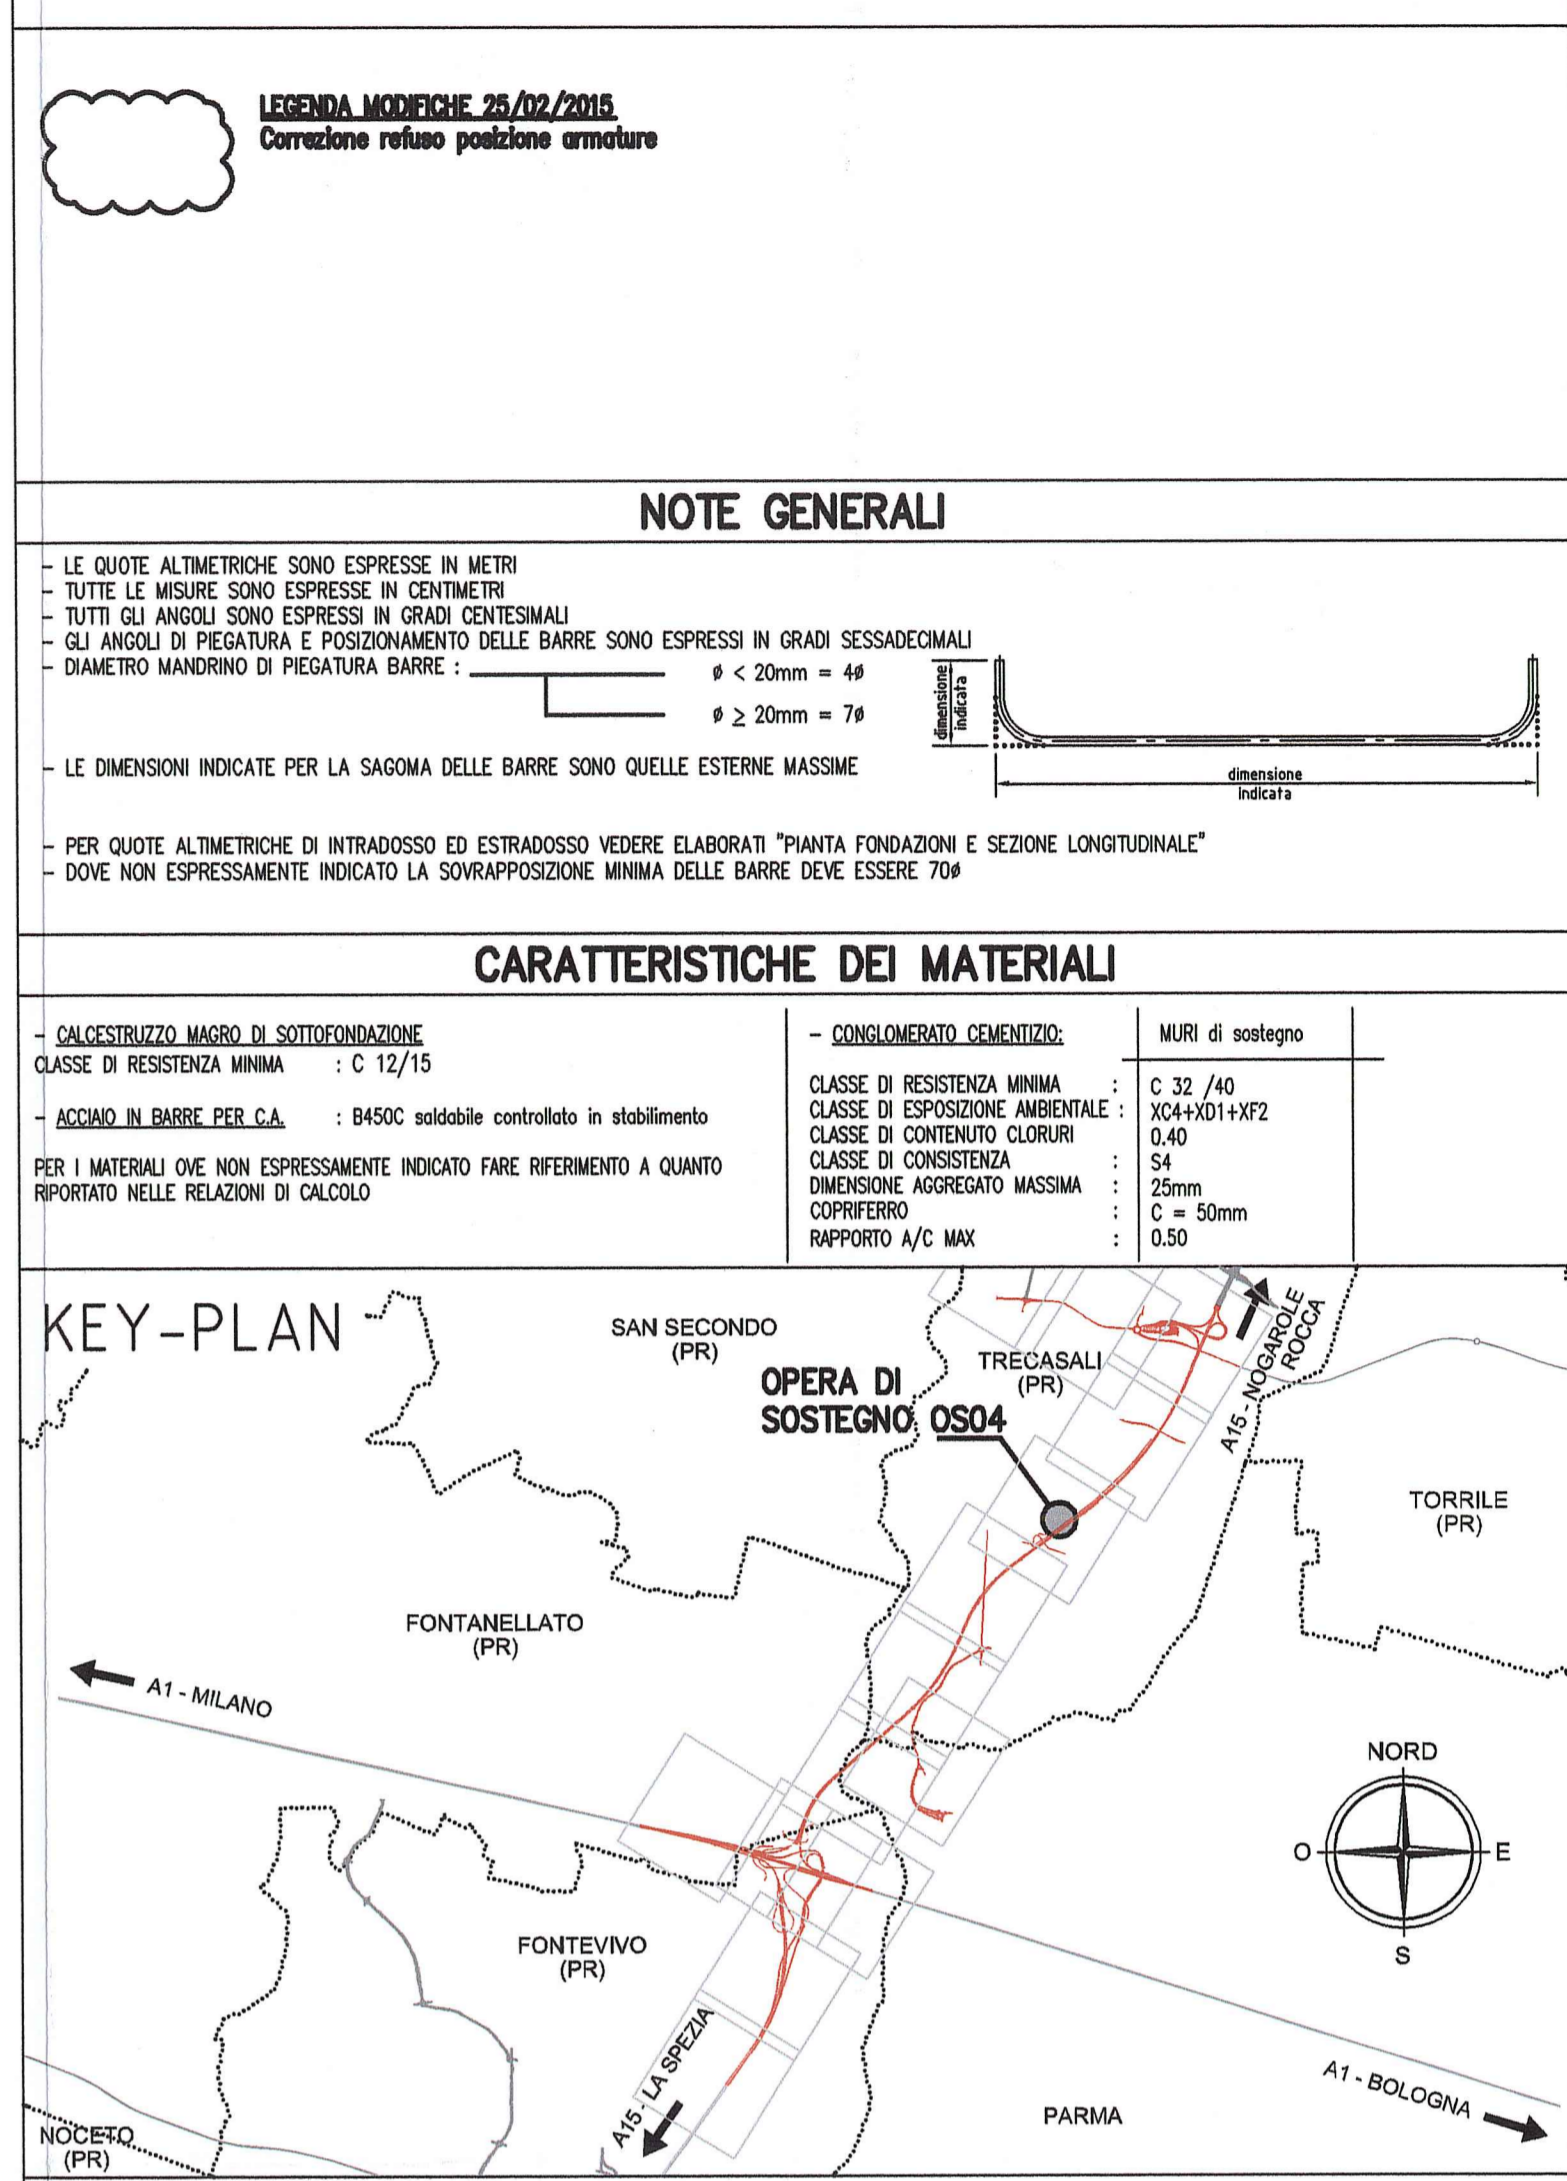 LEGENDA MODIFICHE 25/02/2015
Correzione refuso posizione armature
NOTE GENERALI
- LE QUOTE ALTIMETRICHE SONO ESPRESSE IN METRI
- TUTTE LE MISURE SONO ESPRESSE IN CENTIMETRI
- TUTTI GLI ANGOLI SONO ESPRESSI IN GRADI CENTESIMALI
- GLI ANGOLI DI PIEGATURA E POSIZIONAMENTO DELLE BARRE SONO ESPRESSI IN GRADI SESSADECIMALI
- DIAMETRO MANDRINO DI PIEGATURA BARRE :
ø < 20mm = 4ø
ø ≥ 20mm = 7ø
dimensione
indicata
- LE DIMENSIONI INDICATE PER LA SAGOMA DELLE BARRE SONO QUELLE ESTERNE MASSIME
dimensione
indicata
- PER QUOTE ALTIMETRICHE DI INTRADOSSO ED ESTRADOSSO VEDERE ELABORATI "PIANTA FONDAZIONI E SEZIONE LONGITUDINALE"
- DOVE NON ESPRESSAMENTE INDICATO LA SOVRAPPOSIZIONE MINIMA DELLE BARRE DEVE ESSERE 70ø
CARATTERISTICHE DEI MATERIALI
- CALCESTRUZZO MAGRO DI SOTTOFONDAZIONE
CLASSE DI RESISTENZA MINIMA : C 12/15
- ACCIAIO IN BARRE PER C.A. : B450C saldabile controllato in stabilimento
PER I MATERIALI OVE NON ESPRESSAMENTE INDICATO FARE RIFERIMENTO A QUANTO
RIPORTATO NELLE RELAZIONI DI CALCOLO
- CONGLOMERATO CEMENTIZIO: MURI di sostegno
CLASSE DI RESISTENZA MINIMA : C 32 /40
CLASSE DI ESPOSIZIONE AMBIENTALE : XC4+XD1+XF2
CLASSE DI CONTENUTO CLORURI 0.40
CLASSE DI CONSISTENZA : S4
DIMENSIONE AGGREGATO MASSIMA : 25mm
COPRIFERRO : C = 50mm
RAPPORTO A/C MAX : 0.50
KEY-PLAN
SAN SECONDO
(PR)
TRECASALI
(PR)
A15 - NOGAROLE
ROCCA
OPERA DI
SOSTEGNO OS04
TORRILE
(PR)
FONTANELLATO
(PR)
A1 - MILANO
NORD
O
E
S
FONTEVIVO
(PR)
A15 - LA SPEZIA
A1 - BOLOGNA
PARMA
NOCETO
(PR)